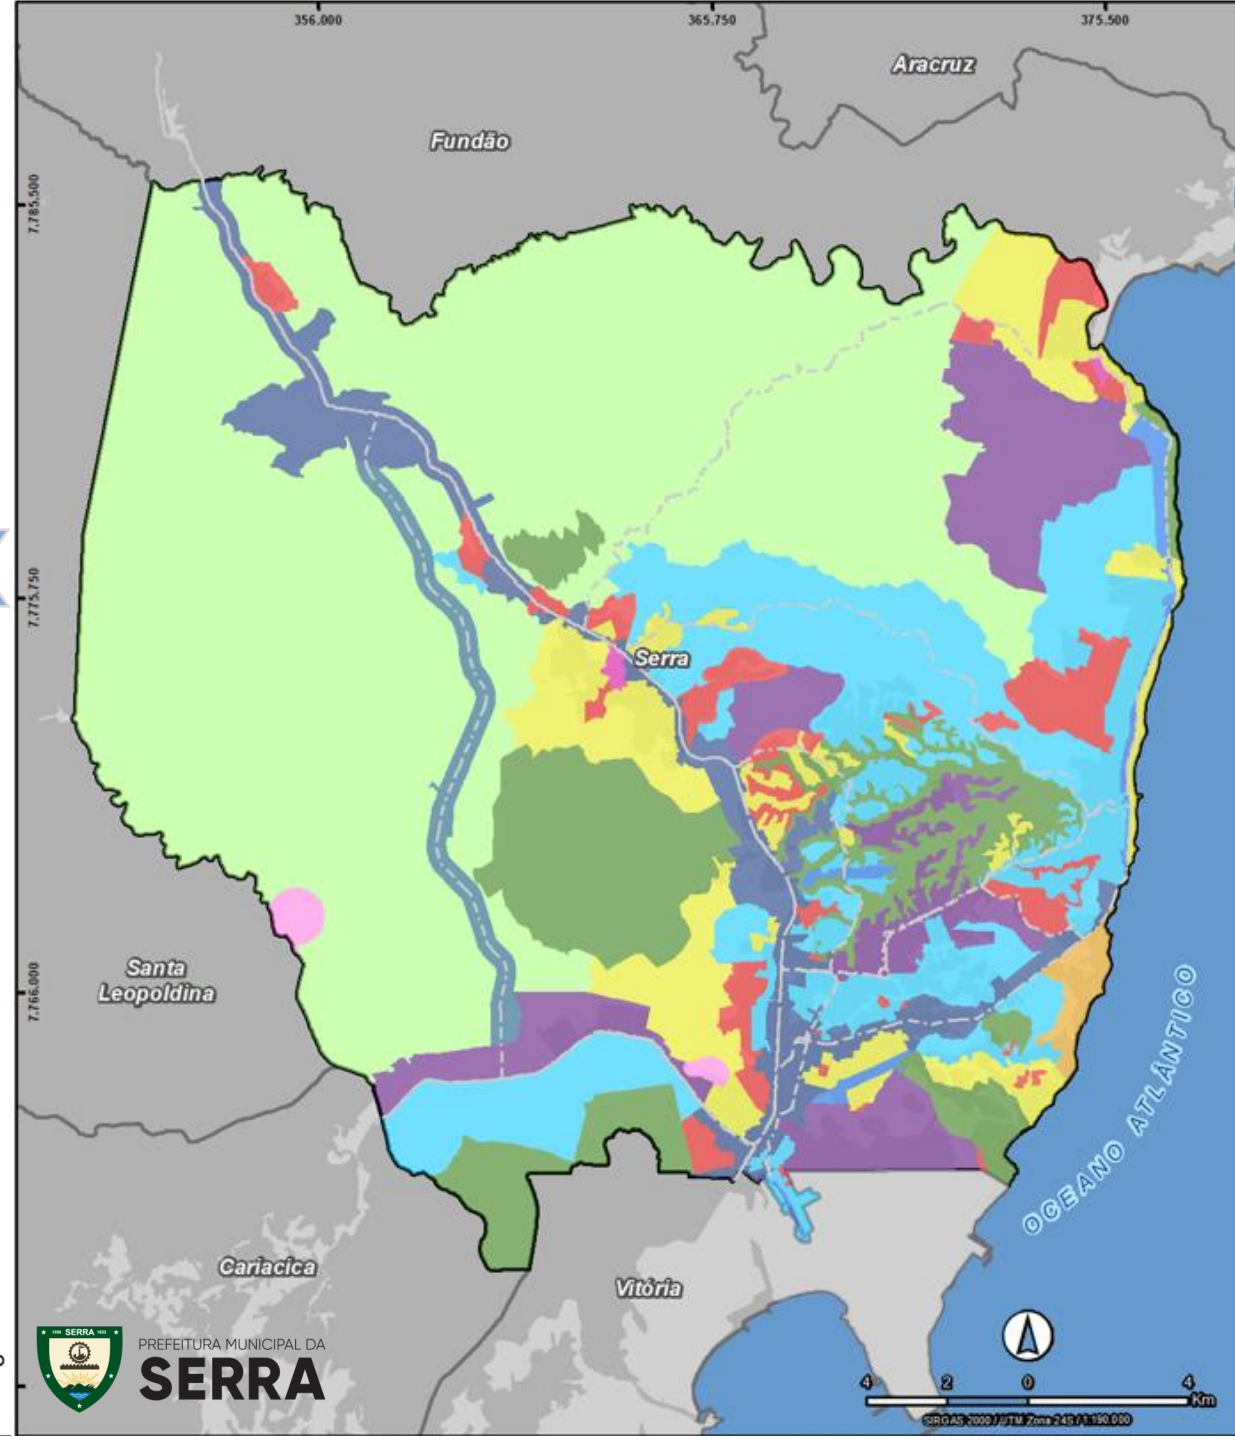 356.000
365.750
375.500
Aracruz
Fundão
7.785.500
7.775.750
Serra
Santa
Leopoldina
7.766.000
OCEANO ATLÂNTICO
Cariacica
Vitória
SERRA
PREFEITURA MUNICIPAL DA
SERRA
4 2 0 4
Km
SIRGAS 2000 / UTM Zona 24S / 1:190.000